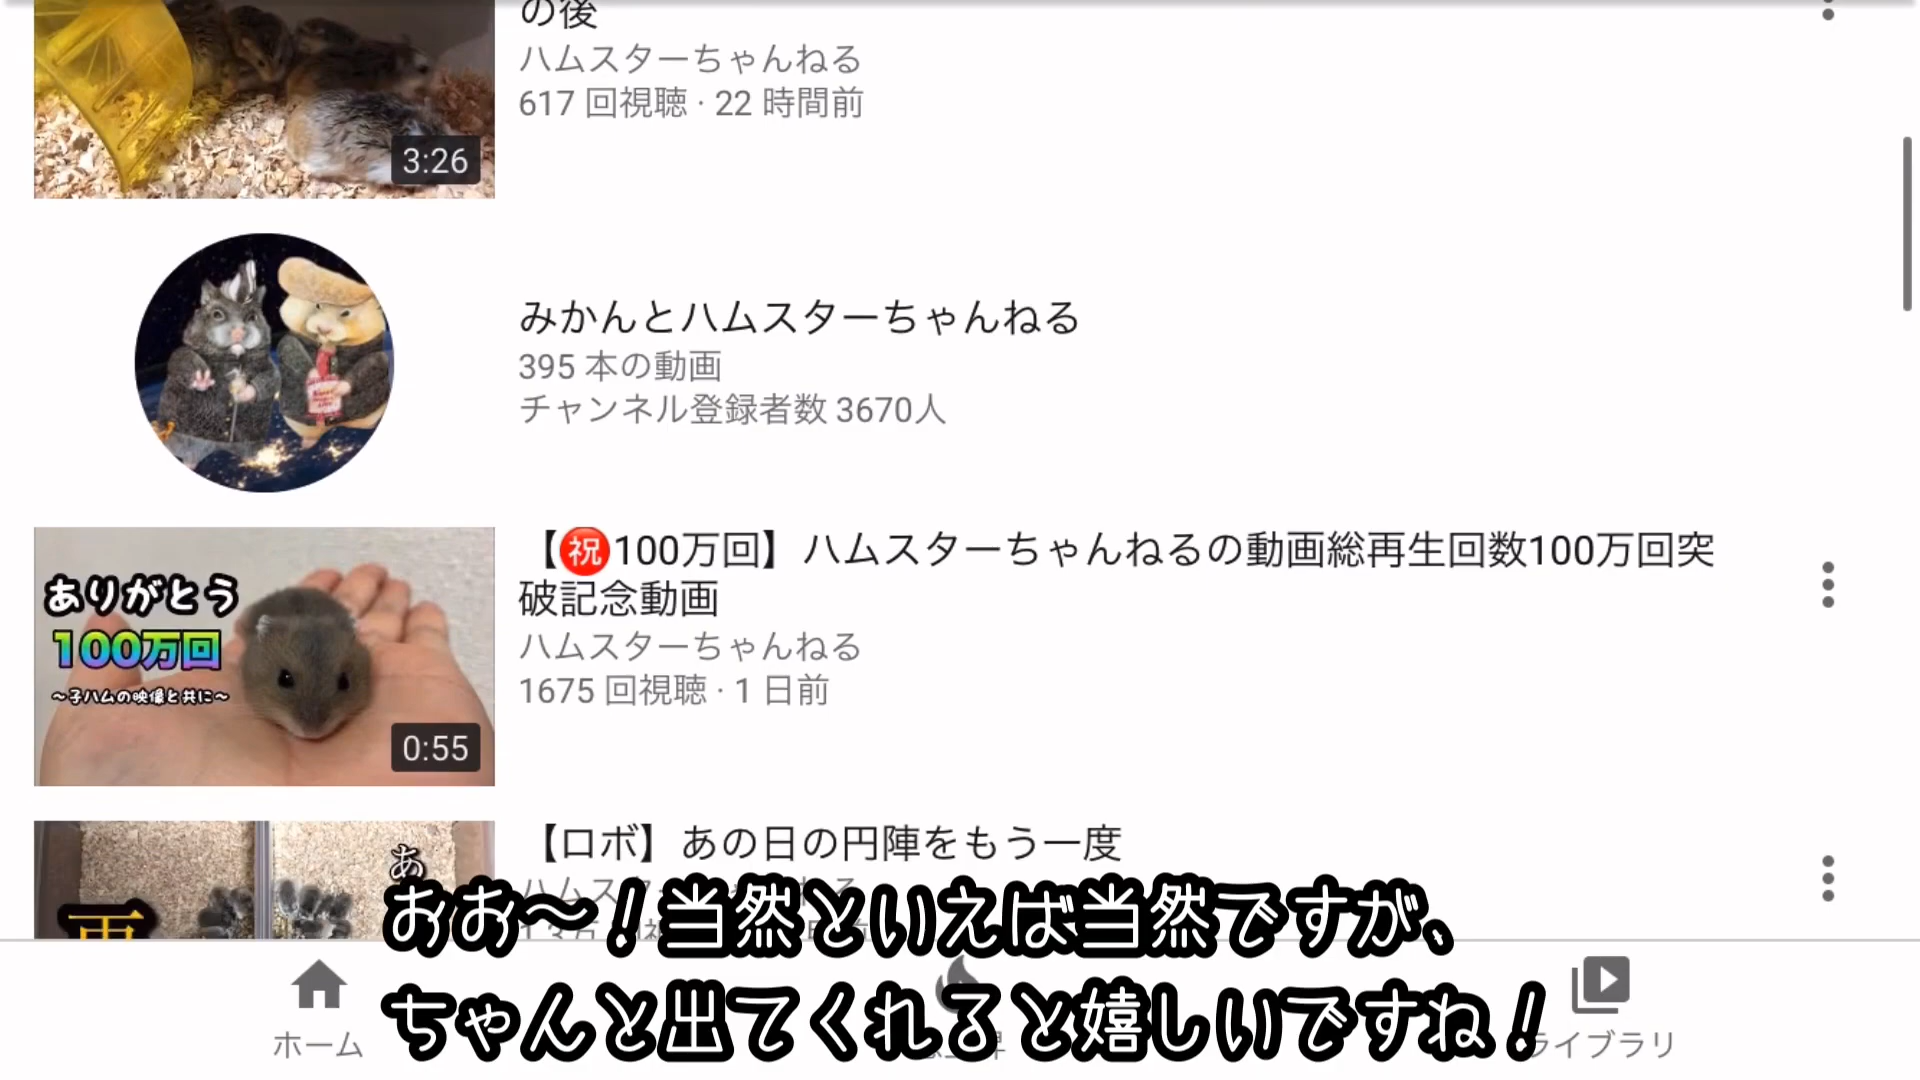 の後
ハムスターちゃんねる
617 回視聴 · 22 時間前
3:26
みかんとハムスターちゃんねる
395 本の動画
チャンネル登録者数 3670人
【㊗100万回】ハムスターちゃんねるの動画総再生回数100万回突
破記念動画
ハムスターちゃんねる
1675 回視聴 · 1 日前
ありがとう
100万回
～子ハムの映像と共に～
0:55
【ロボ】あの日の円陣をもう一度
あ
おお～！当然といえば当然ですが、
ちゃんと出てくれると嬉しいですね！
ホーム
ライブラリ